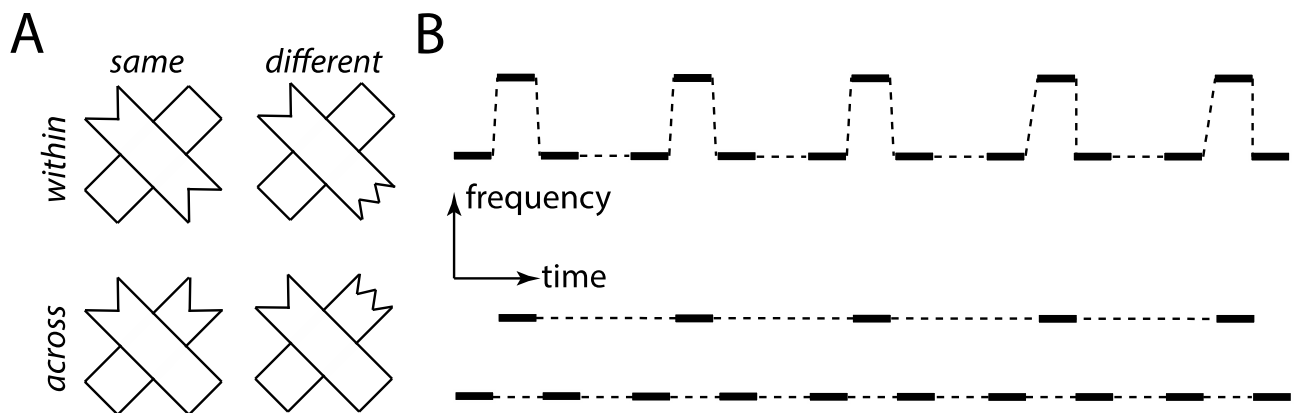 A
same different
within
across
B
frequency
time